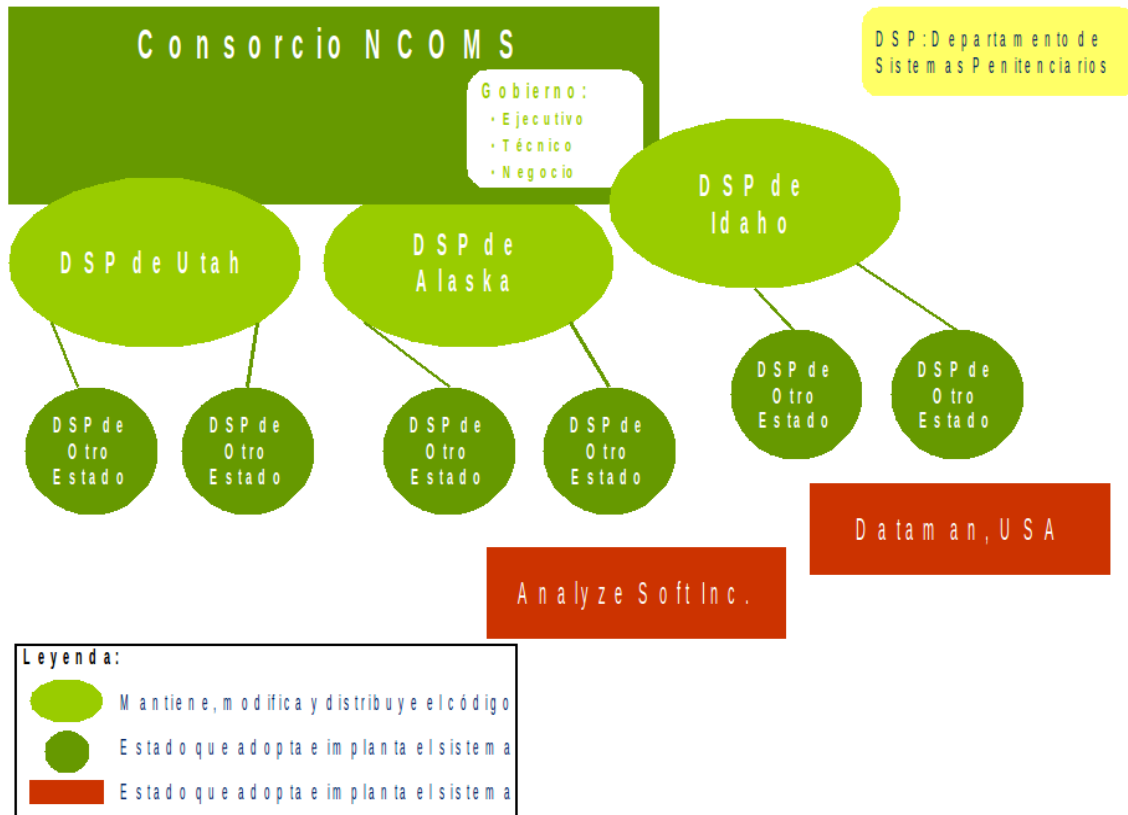 Consorcio NCOMS
DSP:Departamento de
Sistemas Penitenciarios
Gobierno:
• Ejecutivo
• Técnico
• Negocio
DSP de
Idaho
DSP de Utah
DSP de
Alaska
DSP de
Otro
Estado
DSP de
Otro
Estado
DSP de
Otro
Estado
DSP de
Otro
Estado
DSP de
Otro
Estado
DSP de
Otro
Estado
Dataman, USA
Analyze Soft Inc.
Leyenda:
Mantiene, modifica y distribuye el código
Estado que adopta e implanta el sistema
Estado que adopta e implanta el sistema